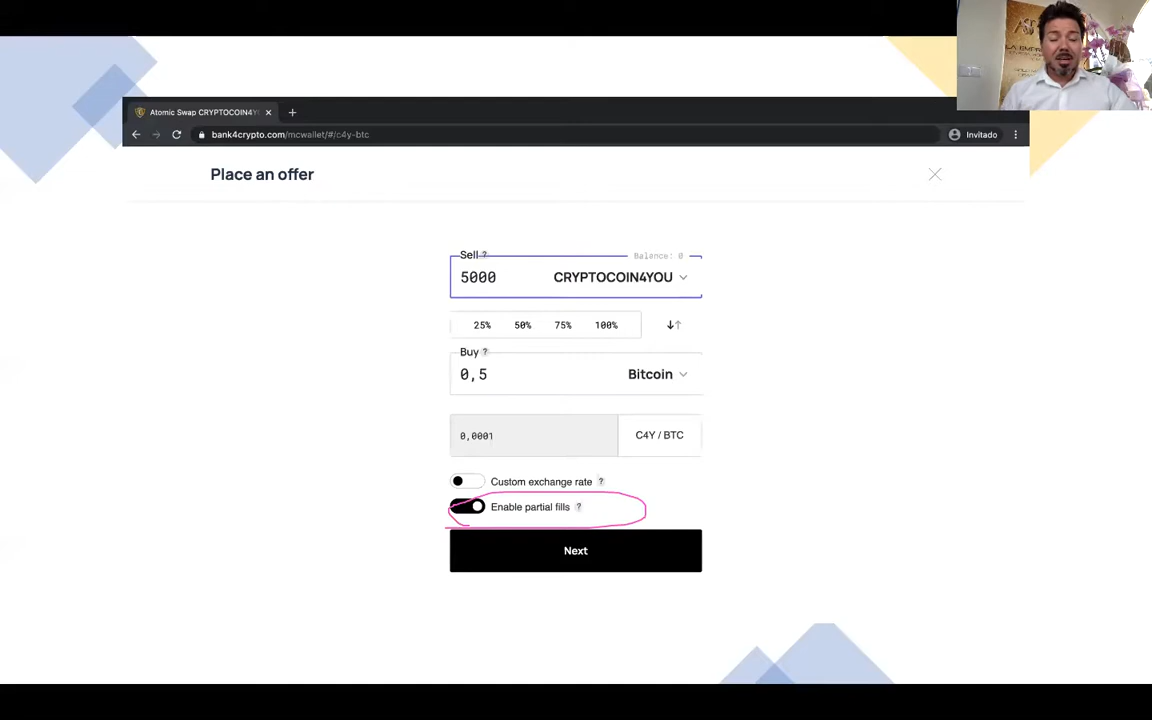 Atomic Swap CRYPTOCOIN4Y
bank4crypto.com/mcwallet/#/c4y-btc
Invitado
Place an offer
Sell ?
Balance: 0
5000 CRYPTOCOIN4YOU
25% 50% 75% 100%
Buy ?
0,5 Bitcoin
0,0001 C4Y / BTC
Custom exchange rate ?
Enable partial fills ?
Next